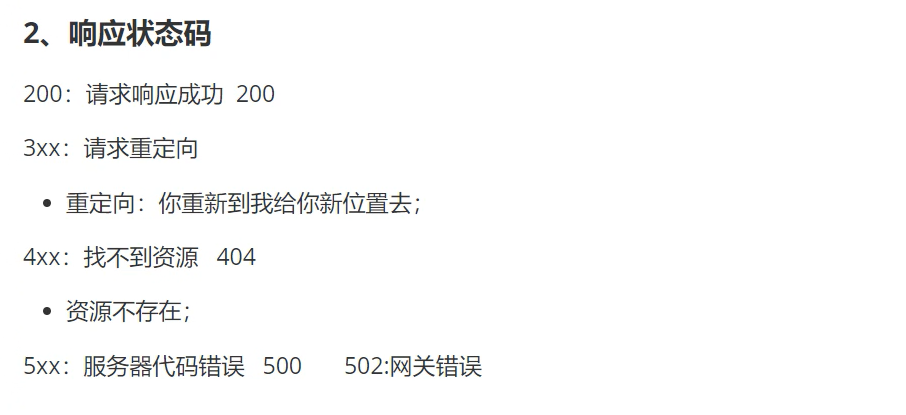 2、响应状态码
200：请求响应成功 200
3xx：请求重定向
• 重定向：你重新到我给你新位置去；
4xx：找不到资源 404
• 资源不存在；
5xx：服务器代码错误 500 502:网关错误